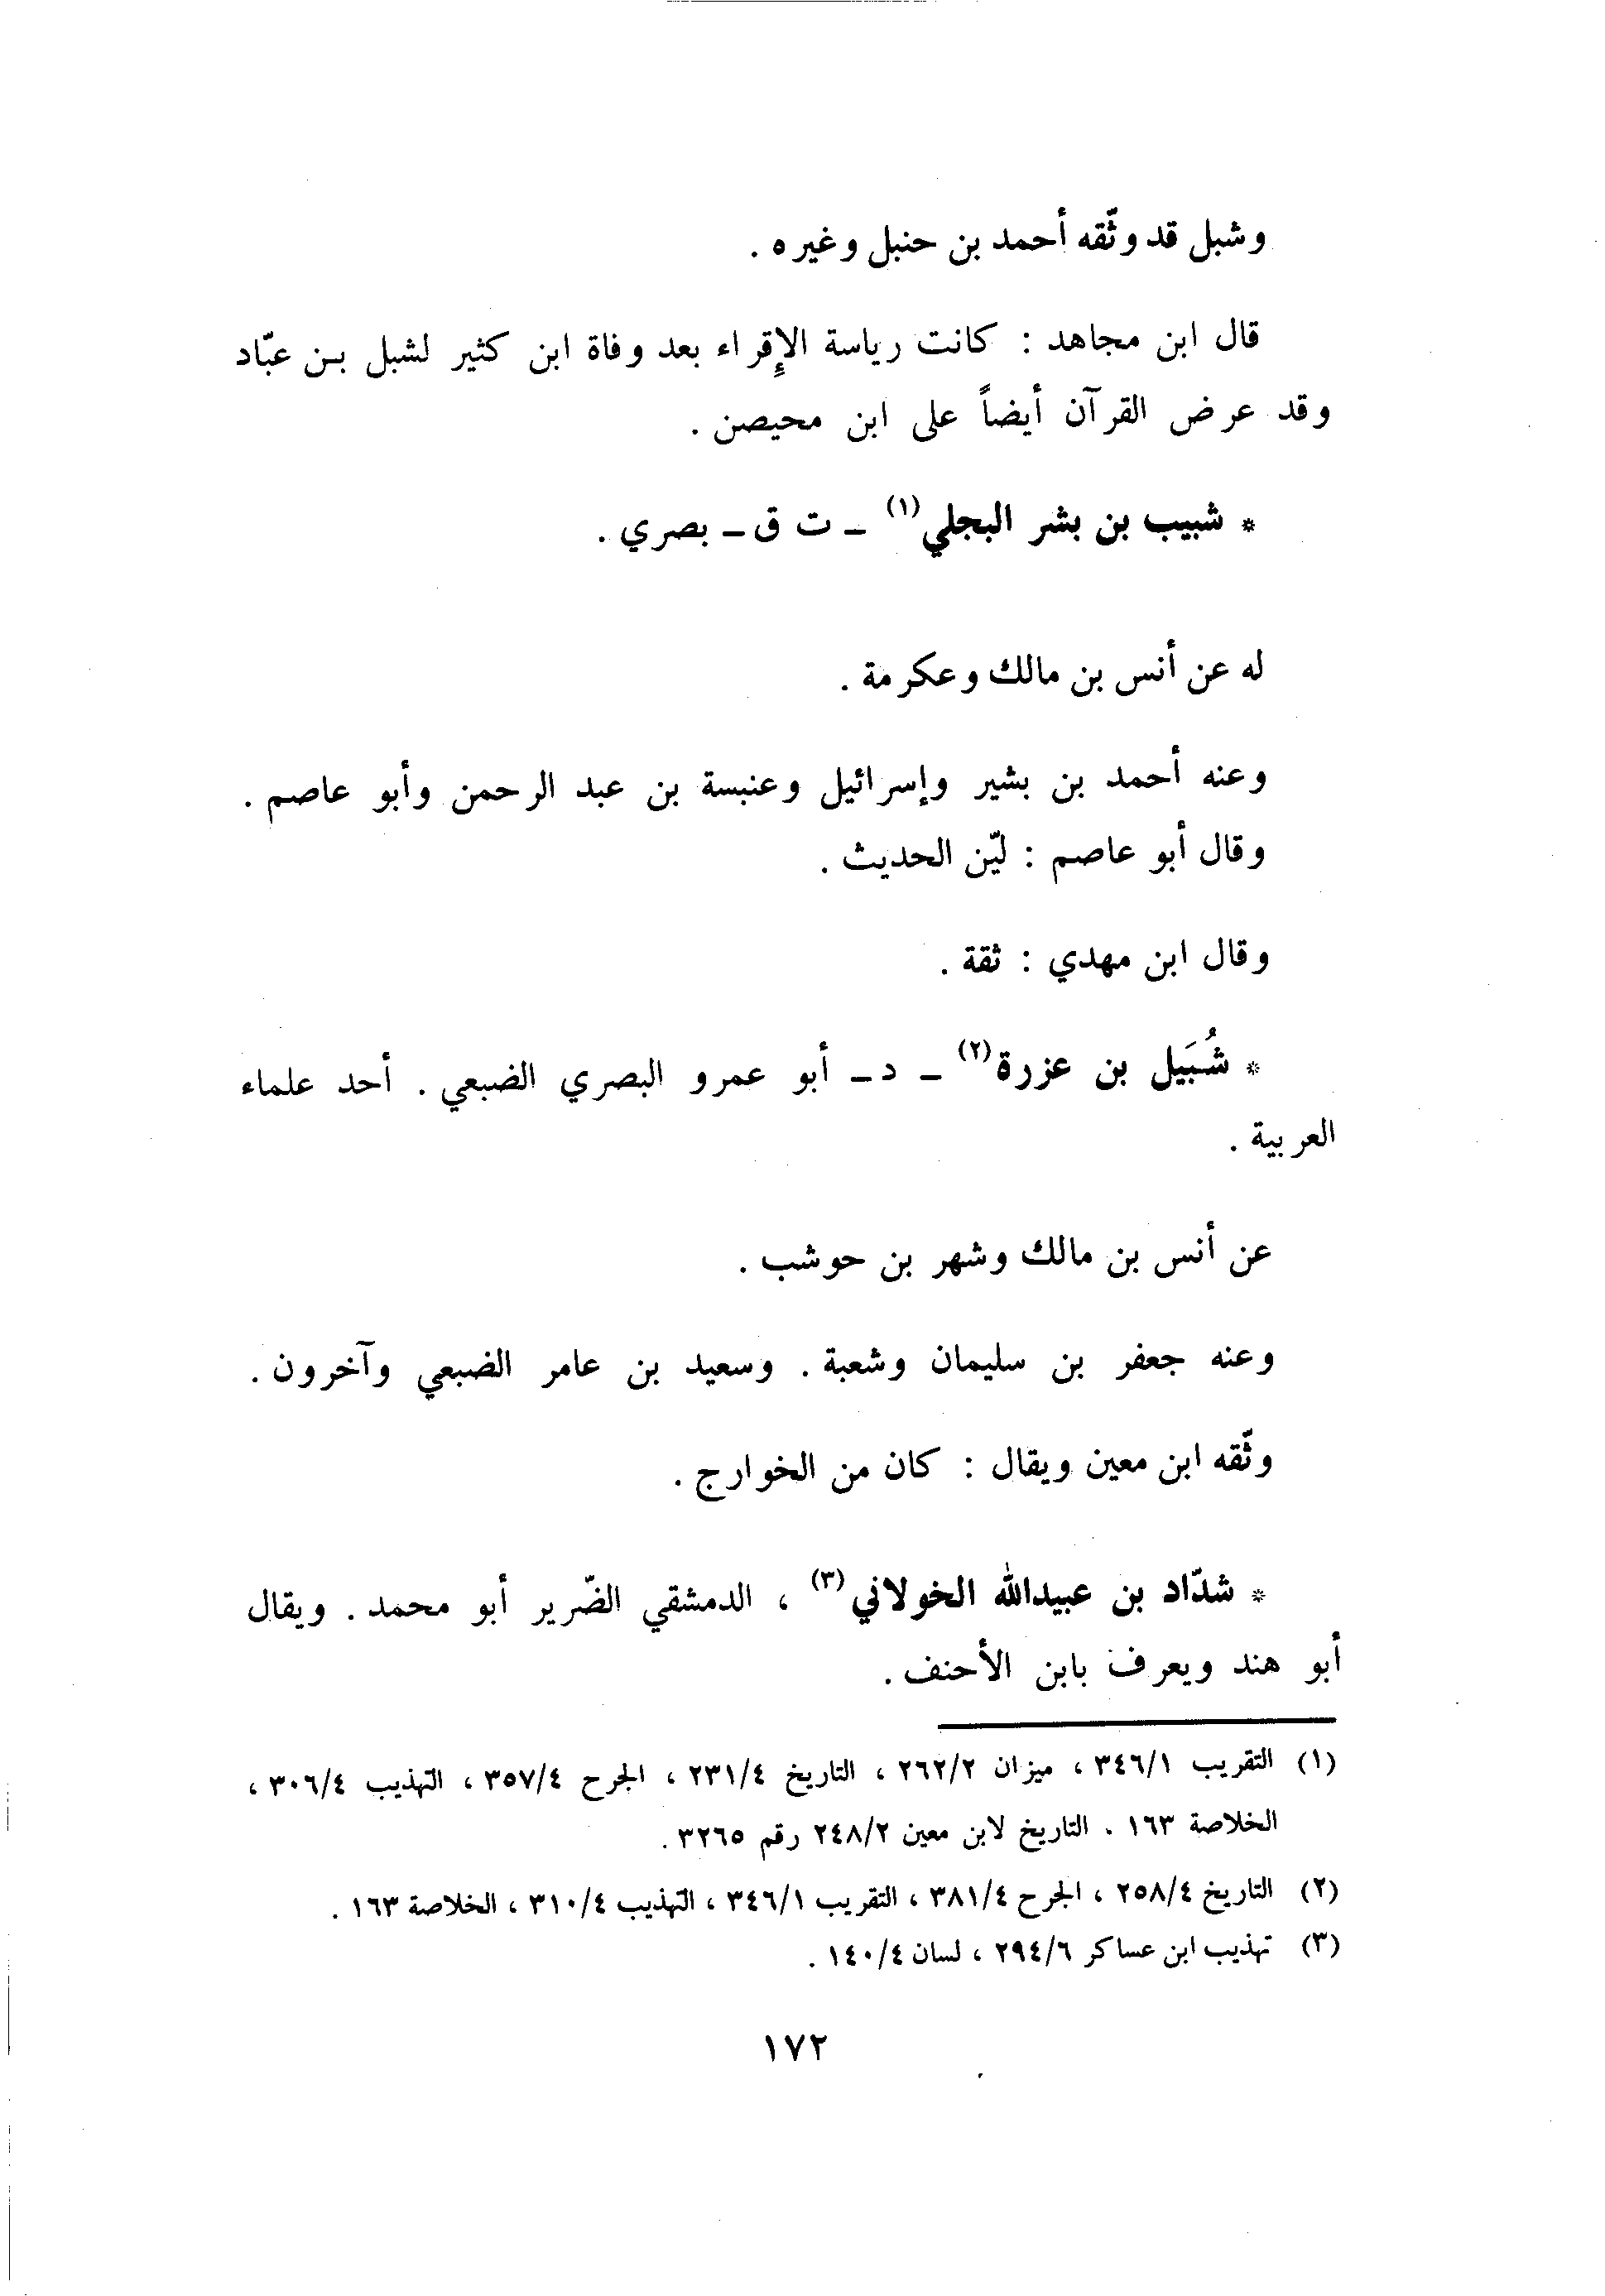 وشبل قد وثّقه أحمد بن حنبل وغيره .
قال ابن مجاهد : كانت رياسة الإقراء بعد وفاة ابن كثير لشبل بن عبّاد
وقد عرض القرآن أيضاً على ابن محيصن .
* شبيب بن بشر البجلي (١) ـ ت ق ـ بصري .
له عن أنس بن مالك وعكرمة .
وعنه أحمد بن بشير وإسرائيل وعنبسة بن عبد الرحمن وأبو عاصم .
وقال أبو عاصم : ليّن الحديث .
وقال ابن مهدي : ثقة .
* شُبَيل بن عزرة (٢) ـ د ـ أبو عمرو البصري الضبعي . أحد علماء
العربية .
عن أنس بن مالك وشهر بن حوشب .
وعنه جعفر بن سليمان وشعبة . وسعيد بن عامر الضبعي وآخرون .
وثّقه ابن معين ويقال : كان من الخوارج .
* شدّاد بن عبيدالله الخولاني (٣) ، الدمشقي الضّرير أبو محمد . ويقال
أبو هند ويعرف بابن الأحنف .
(١) التقريب ٣٤٦/١ ، ميزان ٢٦٢/٢ ، التاريخ ٢٣١/٤ ، الجرح ٣٥٧/٤ ، التهذيب ٣٠٦/٤ ،
الخلاصة ١٦٣ . التاريخ لابن معين ٢٤٨/٢ رقم ٣٢٦٥ .
(٢) التاريخ ٢٥٨/٤ ، الجرح ٣٨١/٤ ، التقريب ٣٤٦/١ ، التهذيب ٣١٠/٤ ، الخلاصة ١٦٣ .
(٣) تهذيب ابن عساكر ٢٩٤/٦ ، لسان ١٤٠/٤ .
١٧٢